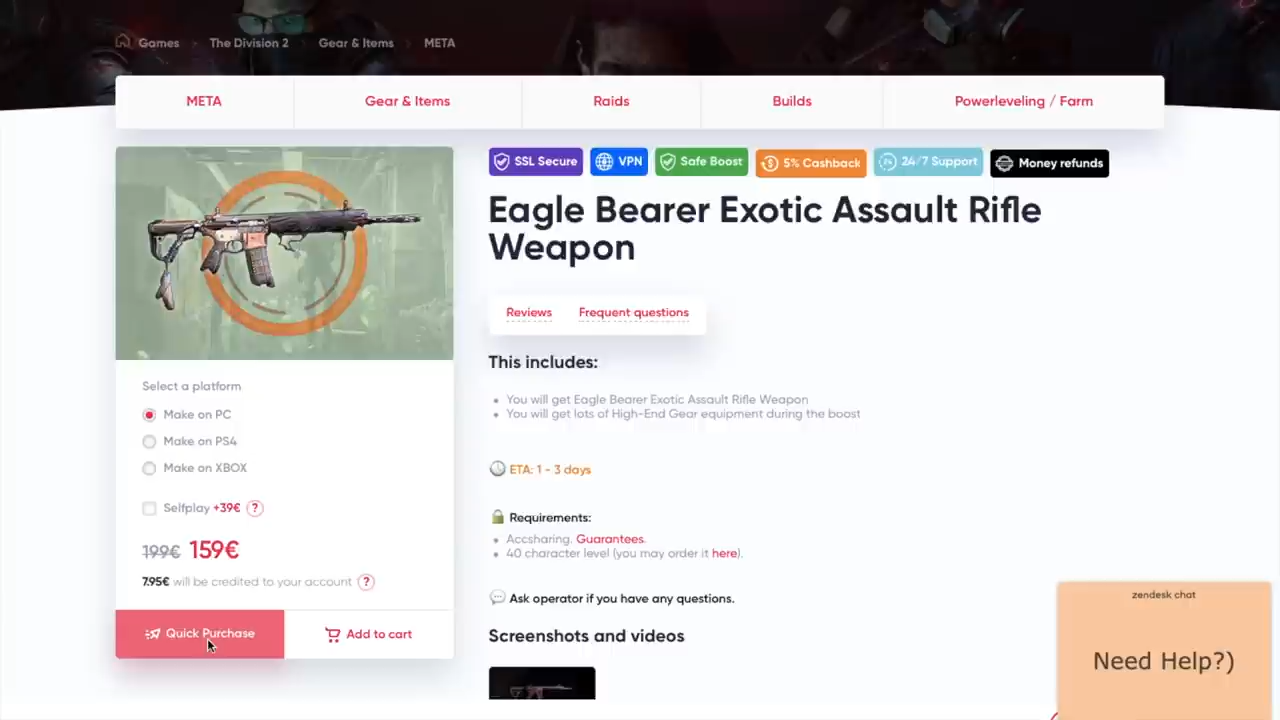 Games
The Division 2
Gear & Items
META
META
Gear & Items
Raids
Builds
Powerleveling / Farm
SSL Secure
VPN
Safe Boost
5% Cashback
24/7 Support
Money refunds
Eagle Bearer Exotic Assault Rifle
Weapon
Reviews
Frequent questions
This includes:
You will get Eagle Bearer Exotic Assault Rifle Weapon
You will get lots of High-End Gear equipment during the boost
ETA: 1 - 3 days
Requirements:
Accsharing. Guarantees.
40 character level (you may order it here).
Ask operator if you have any questions.
Screenshots and videos
Select a platform
Make on PC
Make on PS4
Make on XBOX
Selfplay +39€ ?
199€ 159€
7.95€ will be credited to your account ?
Quick Purchase
Add to cart
zendesk chat
Need Help?)